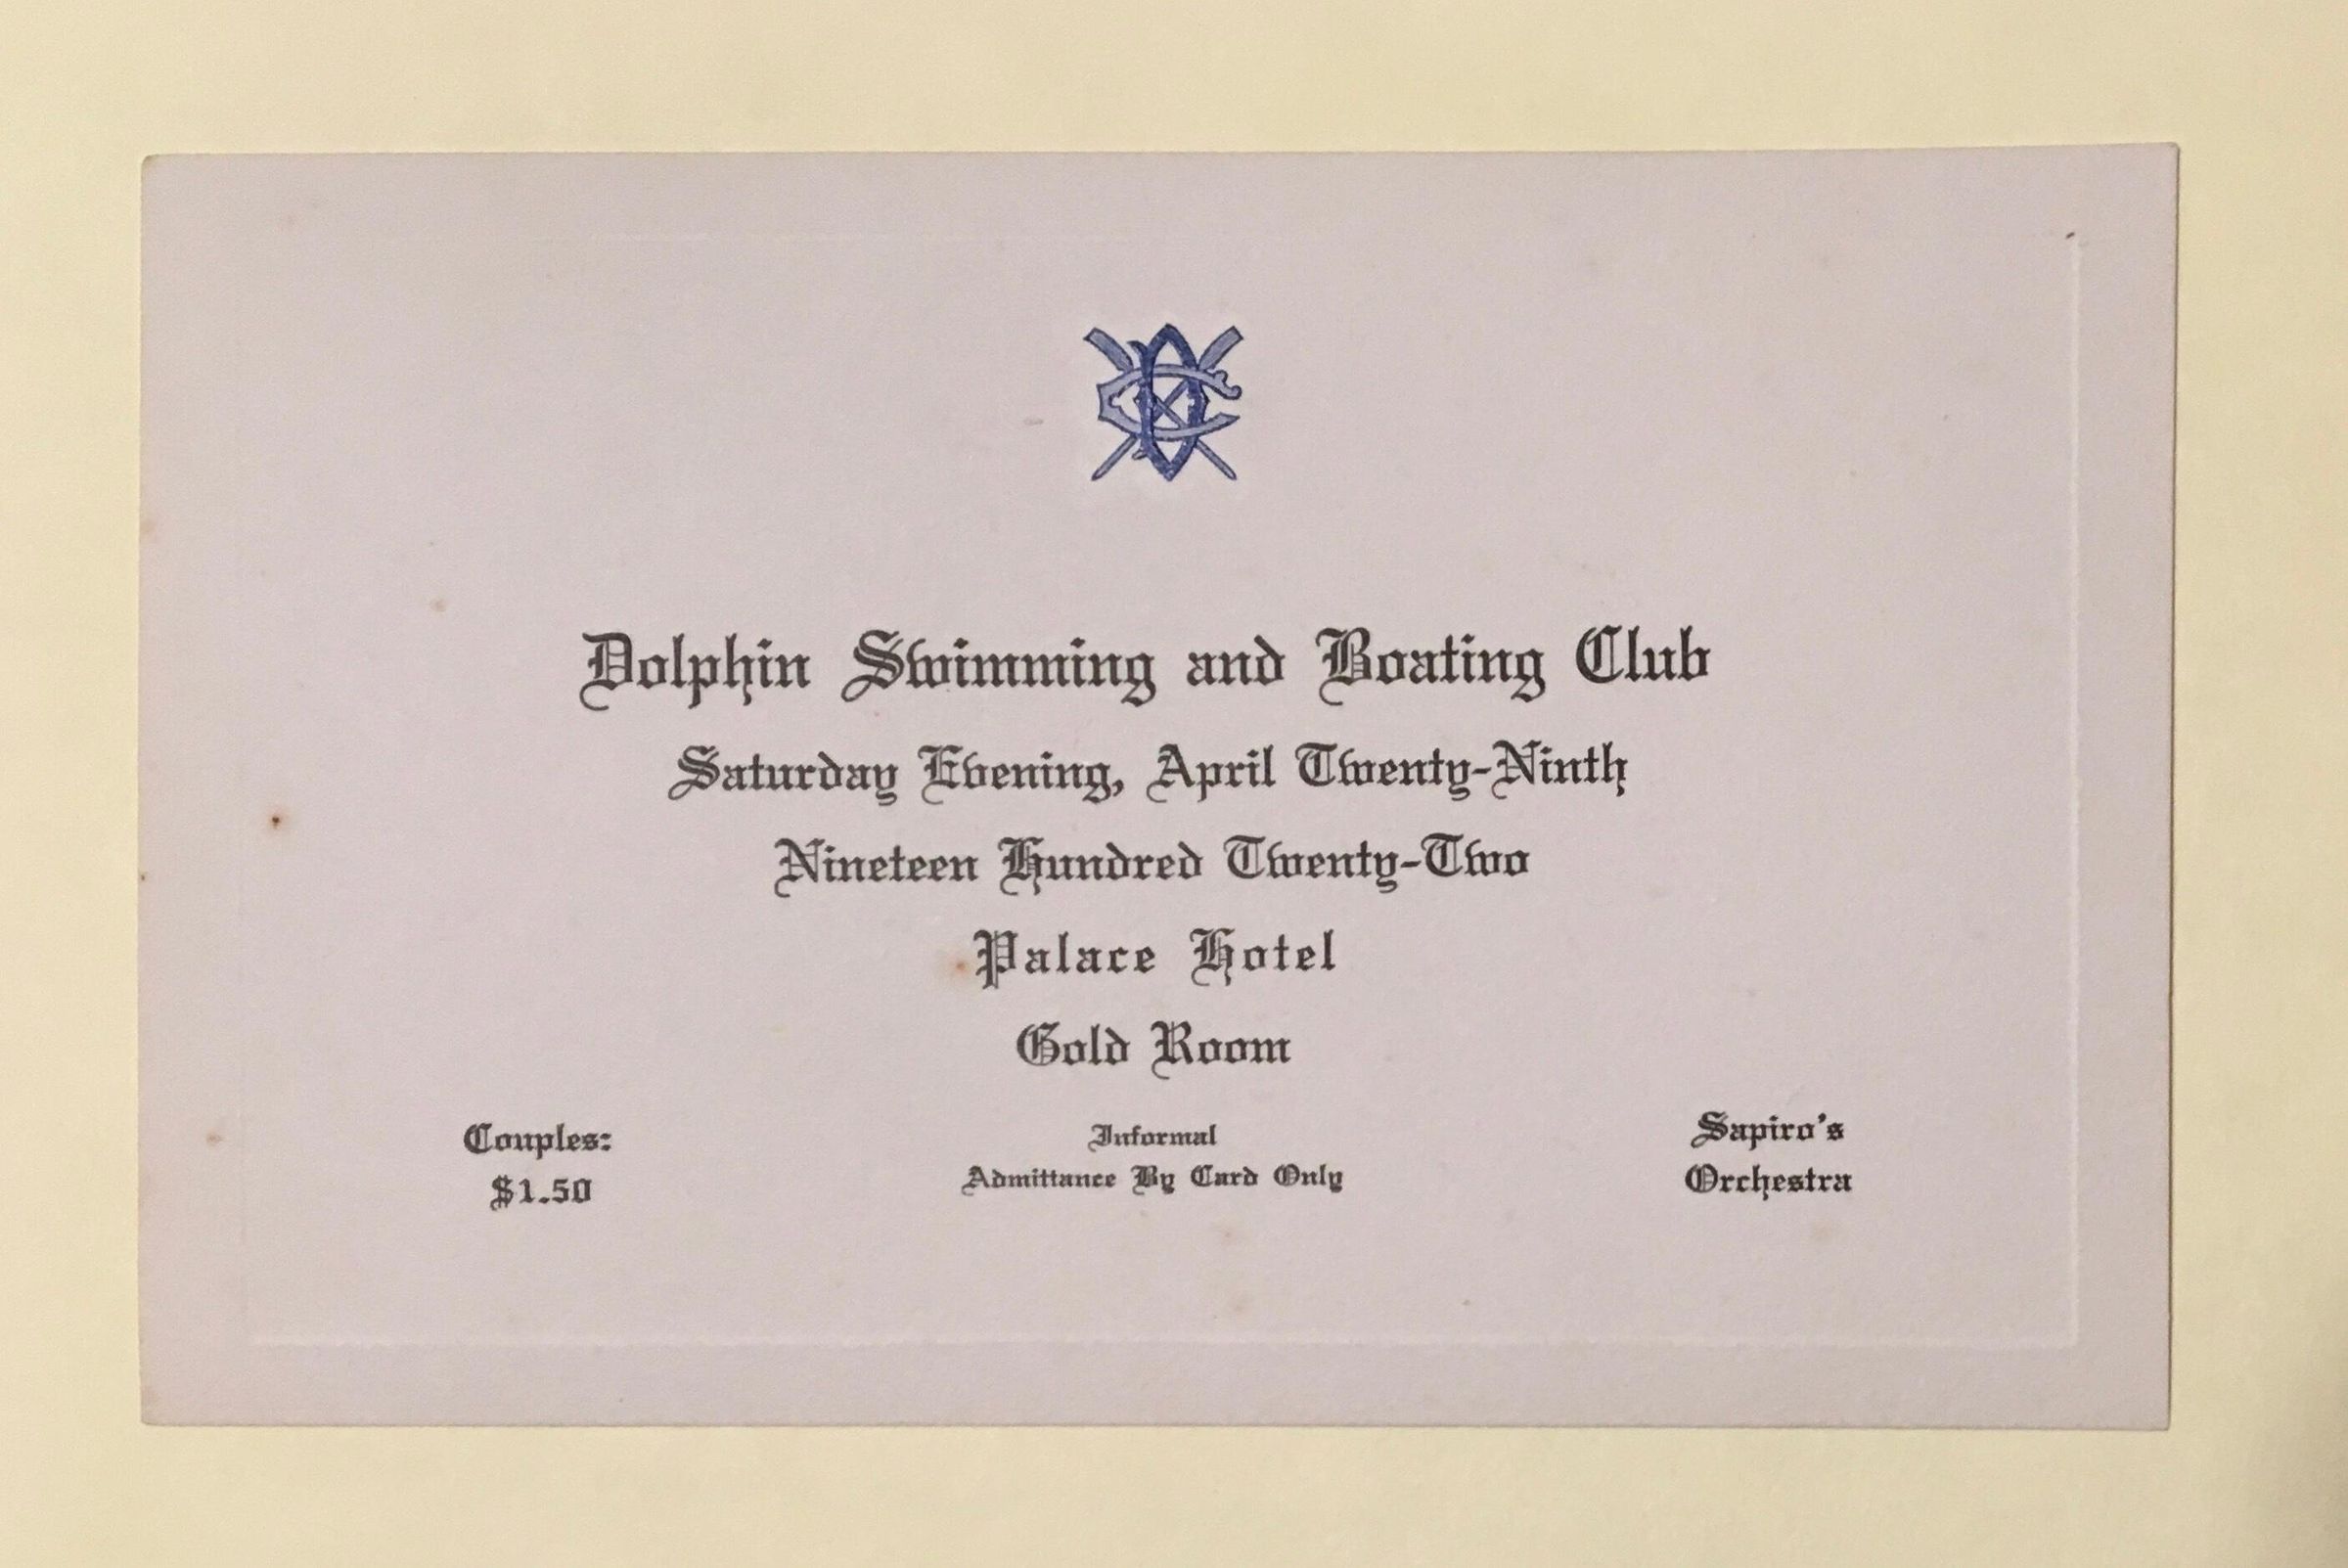 Dolphin Swimming and Boating Club
Saturday Evening, April Twenty-Ninth
Nineteen Hundred Twenty-Two
Palace Hotel
Gold Room
Couples:
$1.50
Informal
Admittance By Card Only
Sapiro's
Orchestra